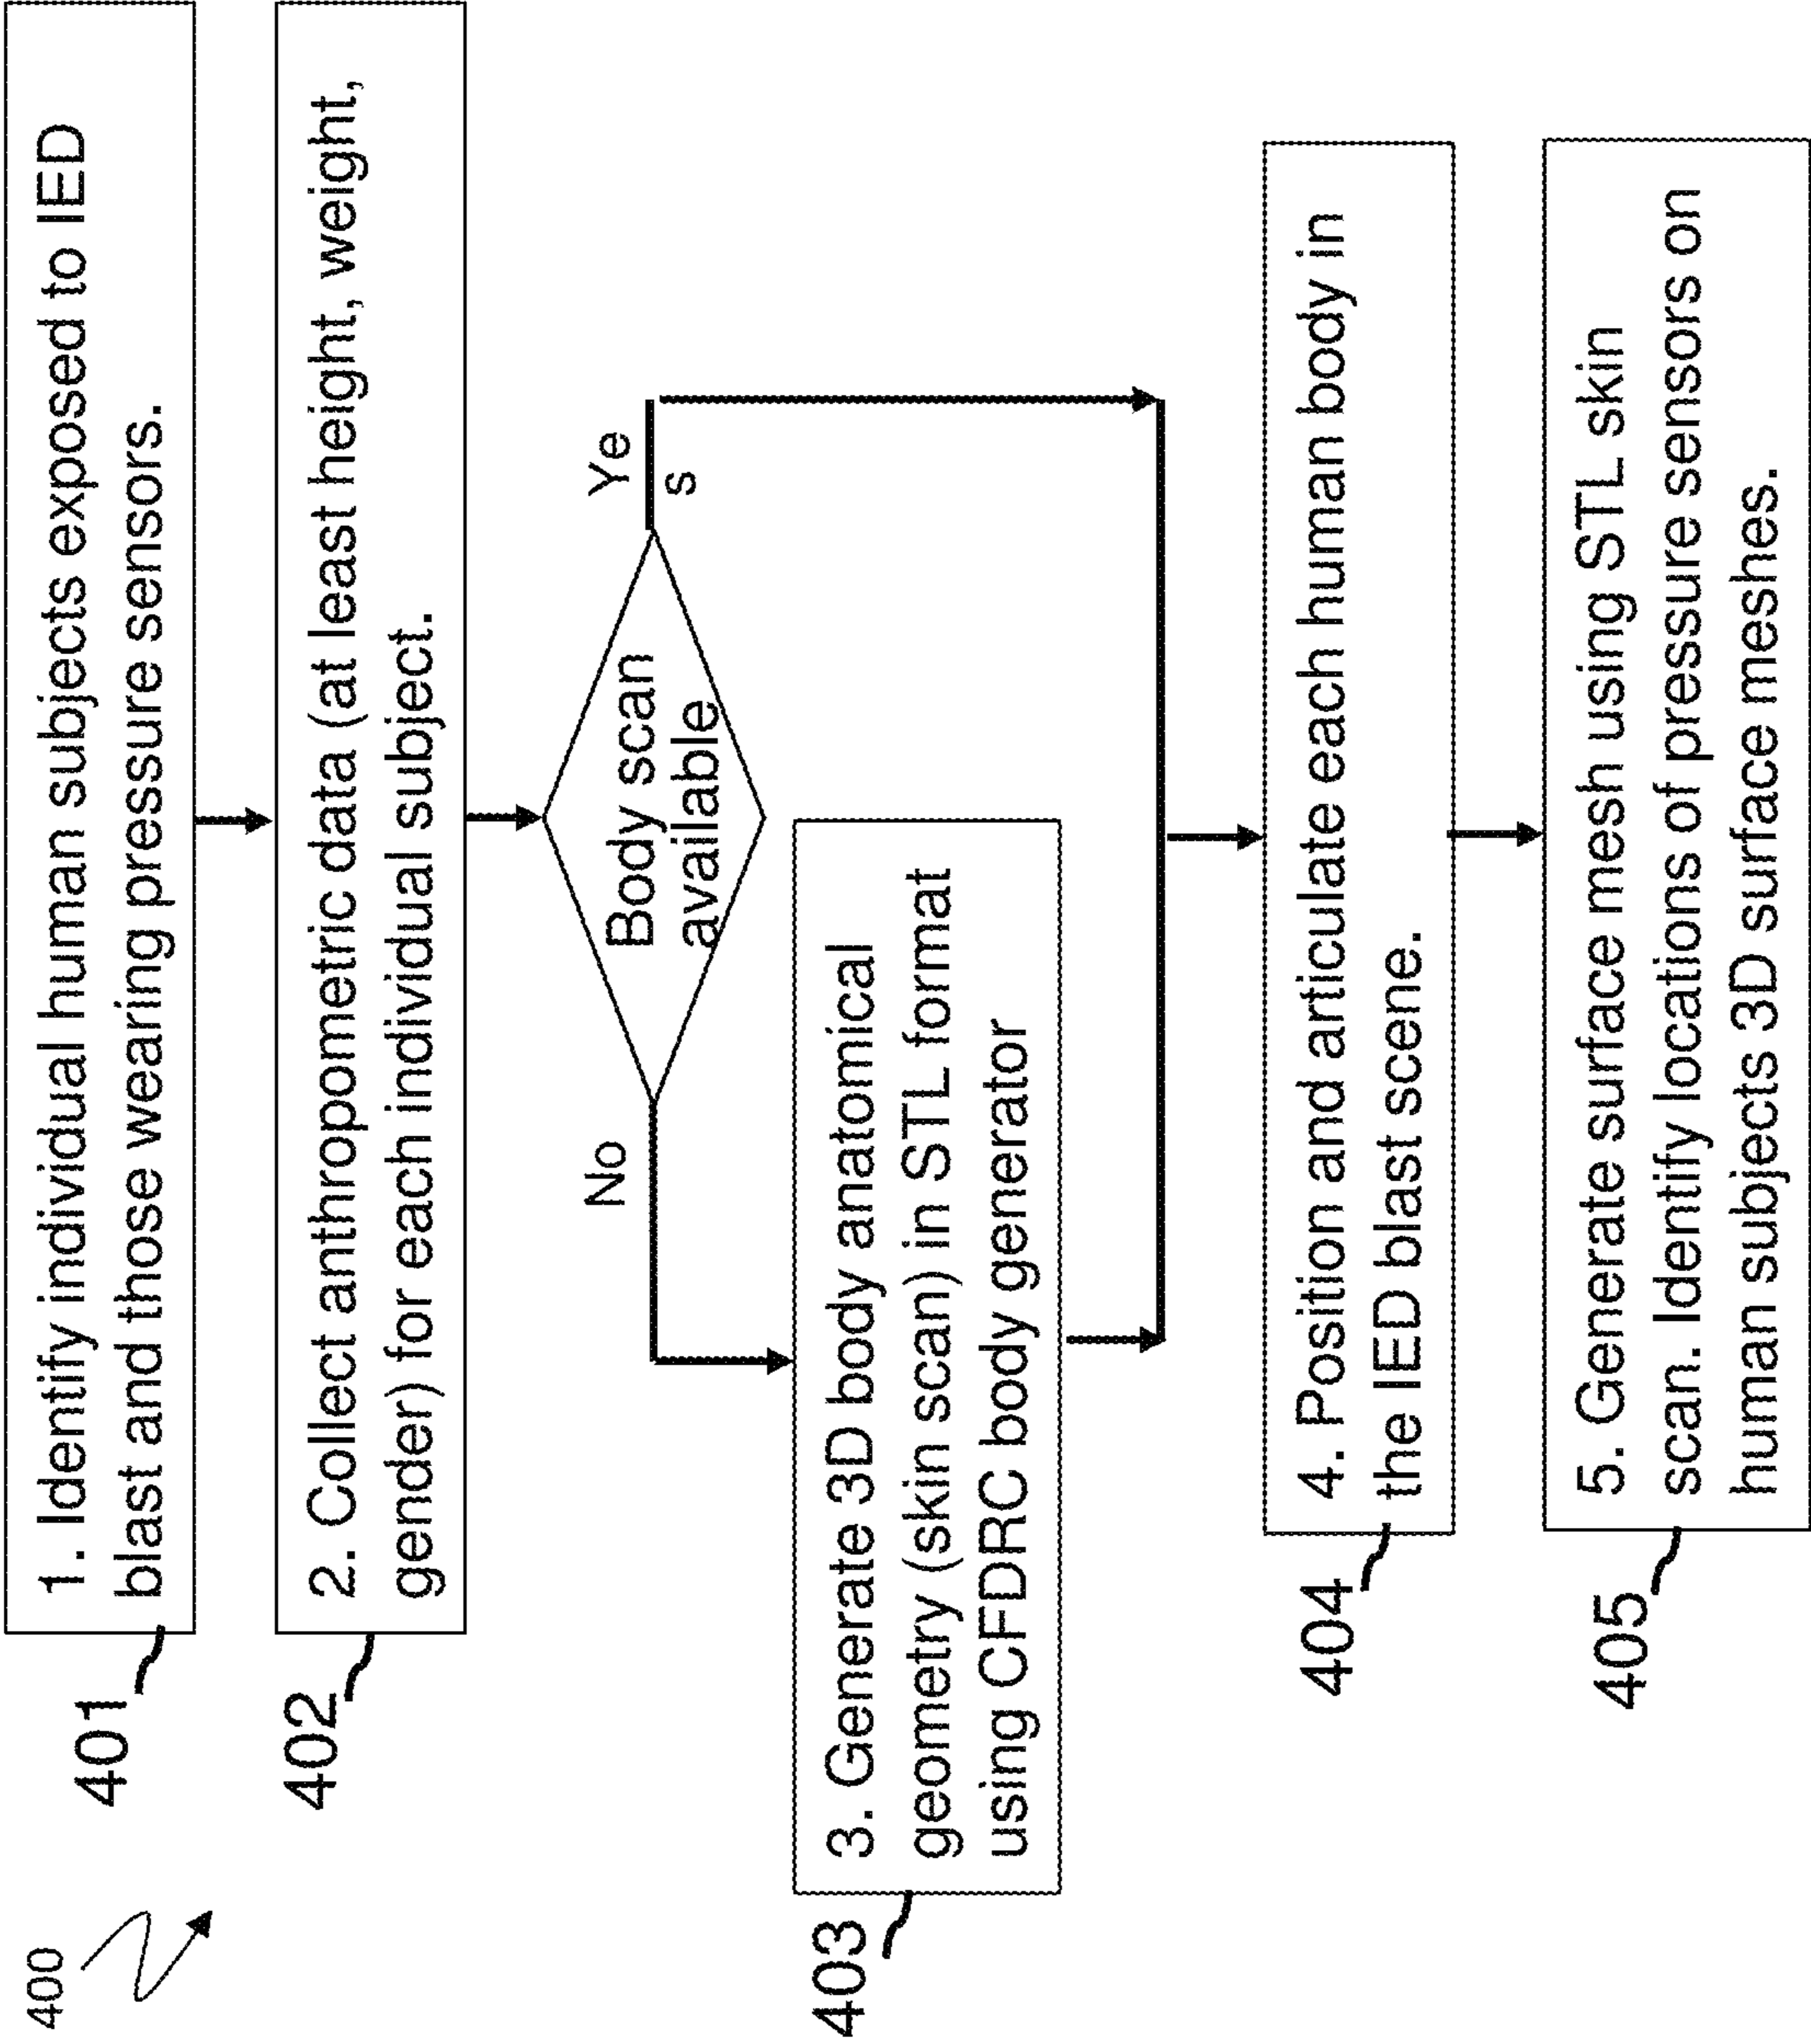 400
401
1. Identify individual human subjects exposed to IED
blast and those wearing pressure sensors.
402
2. Collect anthropometric data (at least height, weight,
gender) for each individual subject.
Body scan
available
No
Ye
s
403
3. Generate 3D body anatomical
geometry (skin scan) in STL format
using CFDRC body generator
404
4. Position and articulate each human body in
the IED blast scene.
405
5. Generate surface mesh using STL skin
scan. Identify locations of pressure sensors on
human subjects 3D surface meshes.